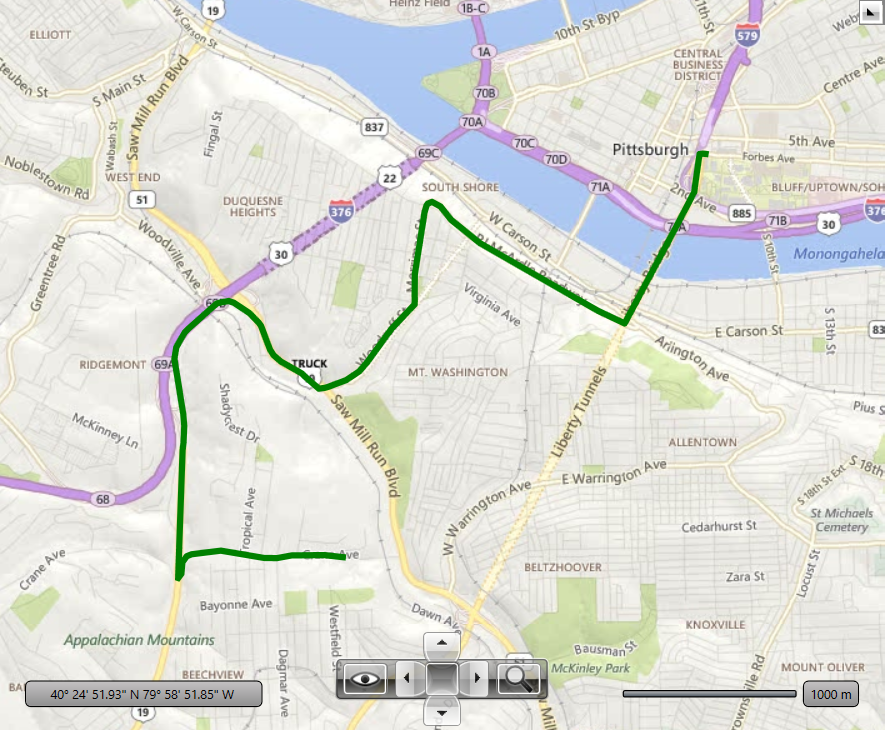 Heinz Field
1B-C
19
W Carson St
10th St Byp
579
ELLIOTT
1A
CENTRAL
BUSINESS
DISTRICT
Centre Ave
S Main St
Saw Mill Run Blvd
70B
Wabash St
Fingal St
837
70A
70C
5th Ave
Pittsburgh
69C
70D
Forbes Ave
Noblestown Rd
WEST END
22
SOUTH SHORE
71A
2nd Ave
BLUFF/UPTOWN/SOH
51
DUQUESNE
HEIGHTS
376
885
71B
30
376
W Carson St
Woodville Ave
30
S 10th St
Monongahela
Greentree Rd
PJ McArdle Roadway
Virginia Ave
E Carson St
S 13th St
83
RIDGEMONT
69A
TRUCK
MT. WASHINGTON
Arlington Ave
Shadycrest Dr
Saw Mill Run Blvd
Liberty Tunnels
Pius S
McKinney Ln
ALLENTOWN
68
E Warrington Ave
S 18th St Ext
S 18th
Tropical Ave
W Warrington Ave
Cedarhurst St
St Michaels
Cemetery
Crane Ave
BELTZHOOVER
Zara St
Locust St
Bayonne Ave
Westfield St
Dawn Ave
KNOXVILLE
Appalachian Mountains
Bausman St
BEECHVIEW
Dagmar Ave
McKinley Park
MOUNT OLIVER
40° 24' 51.93" N 79° 58' 51.85" W
1000 m
19